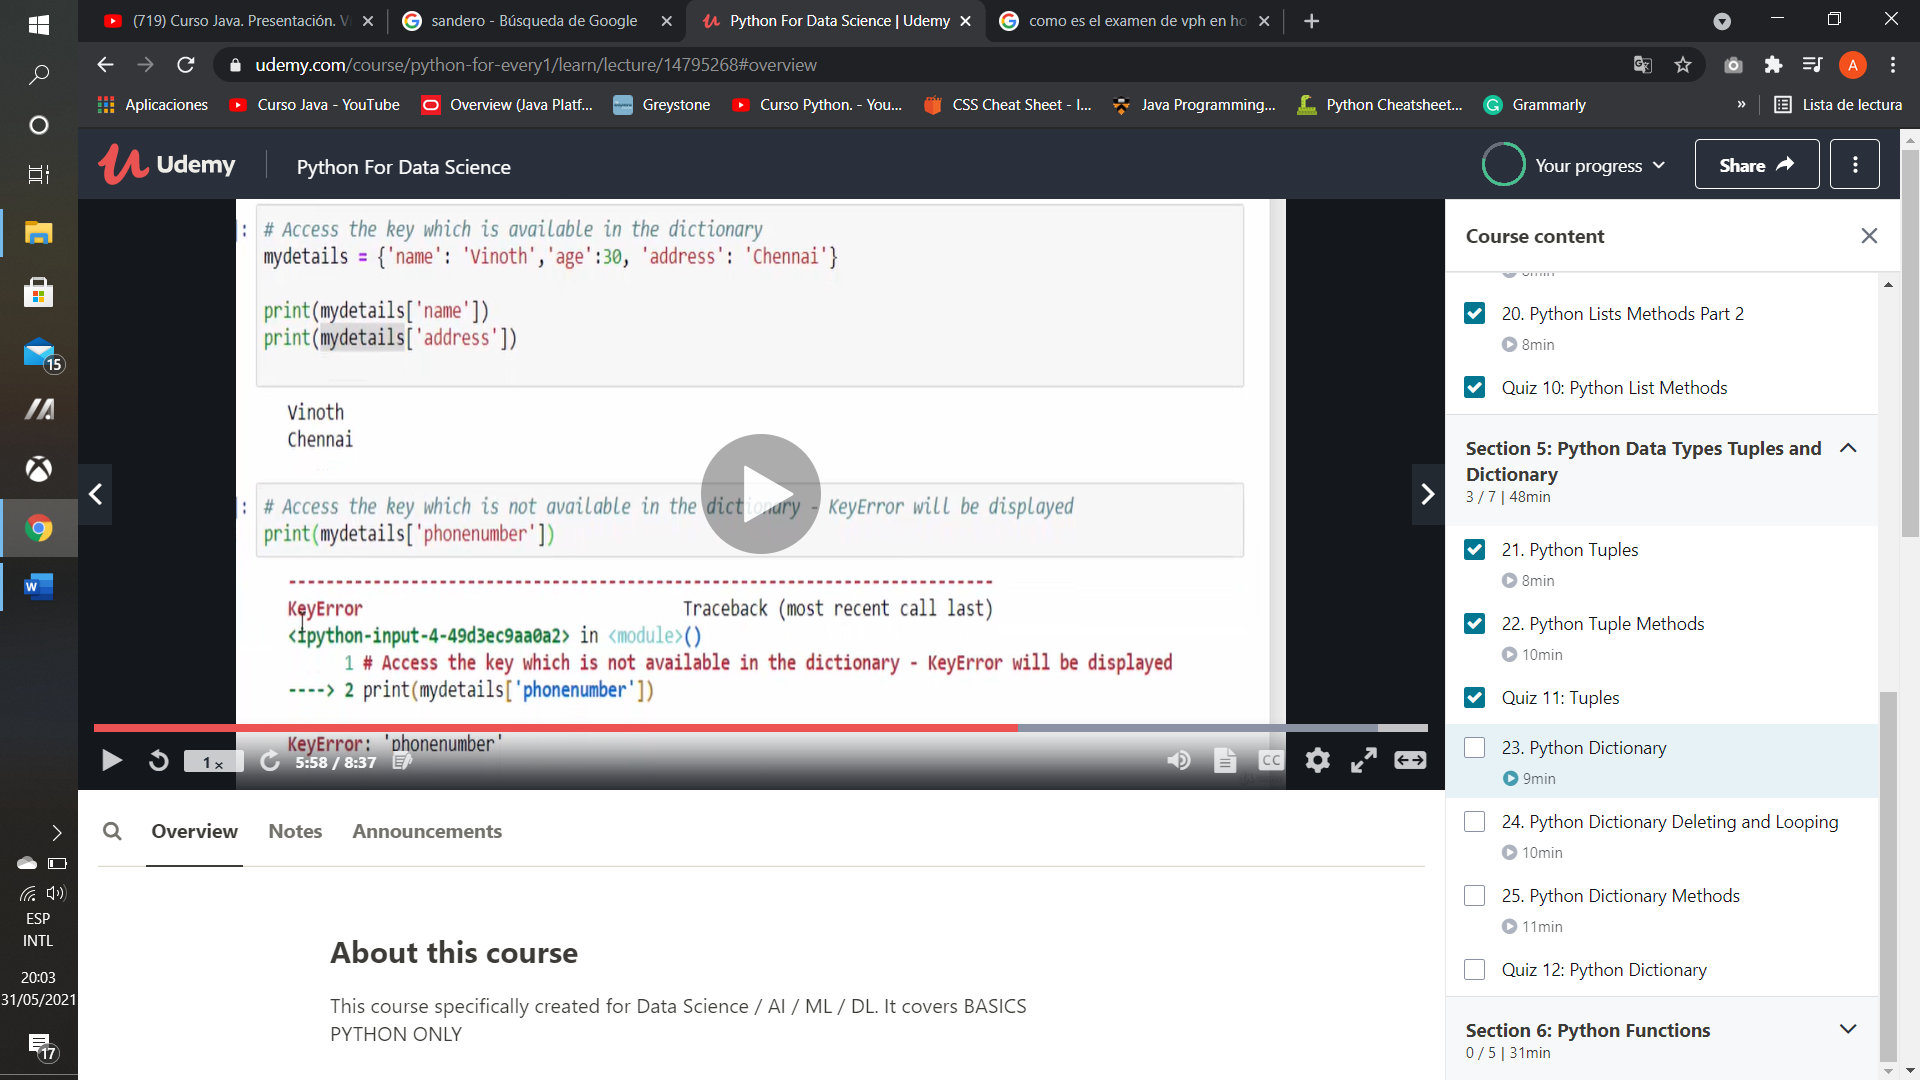 (719) Curso Java. Presentación. V
sandero - Búsqueda de Google
Python For Data Science | Udemy
como es el examen de vph en ho
udemy.com/course/python-for-every1/learn/lecture/14795268#overview
A
Aplicaciones
Curso Java - YouTube
Overview (Java Platf...
Greystone
Curso Python. - You...
CSS Cheat Sheet - I...
Java Programming...
Python Cheatsheet...
Grammarly
»
Lista de lectura
Udemy
Python For Data Science
Your progress
Share
]:
# Access the key which is available in the dictionary
mydetails = {'name': 'Vinoth','age':30, 'address': 'Chennai'}
print(mydetails['name'])
print(mydetails['address'])
Vinoth
Chennai
]:
# Access the key which is not available in the dictionary - KeyError will be displayed
print(mydetails['phonenumber'])
---------------------------------------------------------------------------
KeyError Traceback (most recent call last)
<ipython-input-4-49d3ec9aa0a2> in <module>()
1 # Access the key which is not available in the dictionary - KeyError will be displayed
----> 2 print(mydetails['phonenumber'])
KeyError: 'phonenumber'
1x
5:58 / 8:37
CC
Course content
8min
20. Python Lists Methods Part 2
8min
Quiz 10: Python List Methods
Section 5: Python Data Types Tuples and
Dictionary
3 / 7 | 48min
21. Python Tuples
8min
22. Python Tuple Methods
10min
Quiz 11: Tuples
23. Python Dictionary
9min
24. Python Dictionary Deleting and Looping
10min
25. Python Dictionary Methods
11min
Quiz 12: Python Dictionary
Section 6: Python Functions
0 / 5 | 31min
Overview
Notes
Announcements
About this course
This course specifically created for Data Science / AI / ML / DL. It covers BASICS
PYTHON ONLY
15
ESP
INTL
20:03
31/05/2021
17